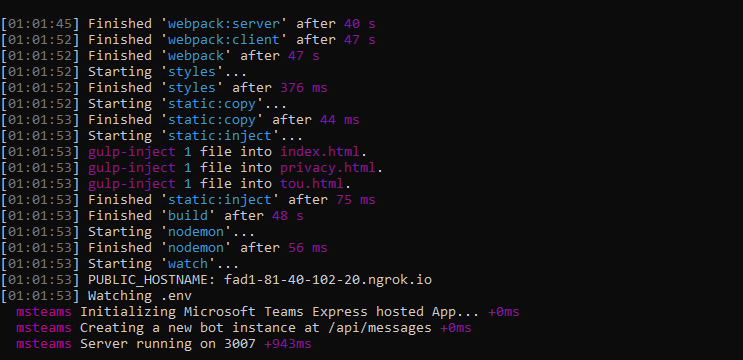 [01:01:45] Finished 'webpack:server' after 40 s
[01:01:52] Finished 'webpack:client' after 47 s
[01:01:52] Finished 'webpack' after 47 s
[01:01:52] Starting 'styles'...
[01:01:52] Finished 'styles' after 376 ms
[01:01:52] Starting 'static:copy'...
[01:01:53] Finished 'static:copy' after 44 ms
[01:01:53] Starting 'static:inject'...
[01:01:53] gulp-inject 1 file into index.html.
[01:01:53] gulp-inject 1 file into privacy.html.
[01:01:53] gulp-inject 1 file into tou.html.
[01:01:53] Finished 'static:inject' after 75 ms
[01:01:53] Finished 'build' after 48 s
[01:01:53] Starting 'nodemon'...
[01:01:53] Finished 'nodemon' after 56 ms
[01:01:53] Starting 'watch'...
[01:01:53] PUBLIC_HOSTNAME: fad1-81-40-102-20.ngrok.io
[01:01:53] Watching .env
msteams Initializing Microsoft Teams Express hosted App... +0ms
msteams Creating a new bot instance at /api/messages +0ms
msteams Server running on 3007 +943ms